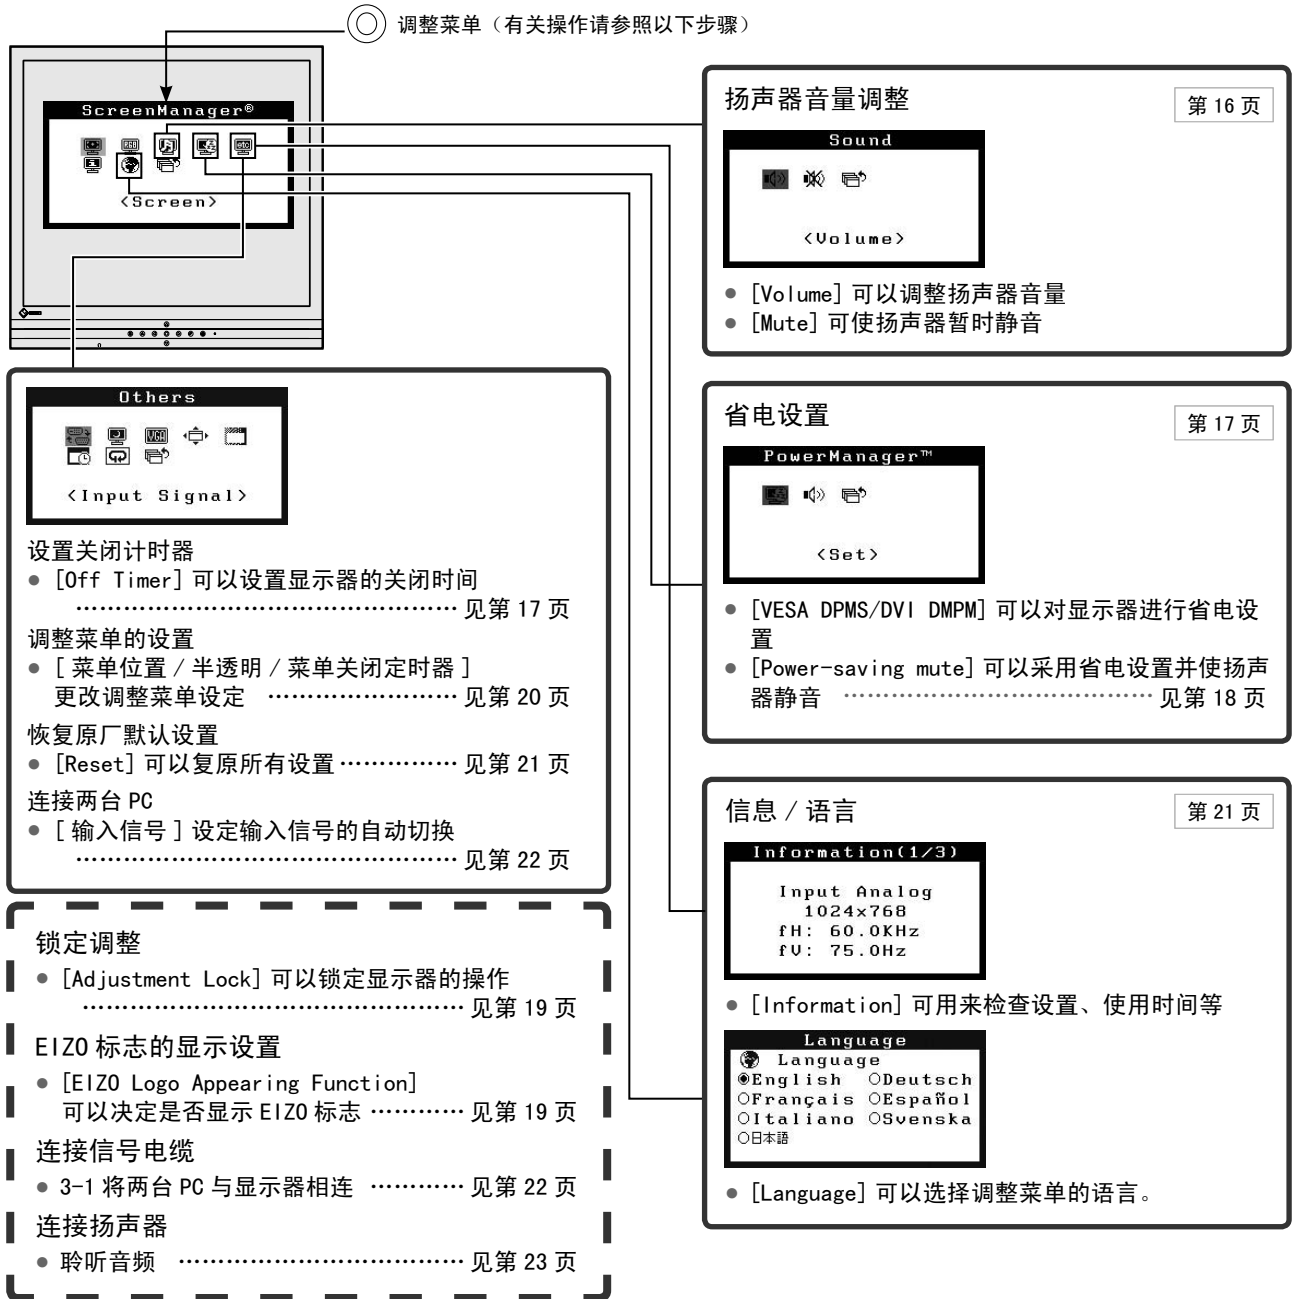 调整菜单（有关操作请参照以下步骤）
ScreenManager®
<Screen>
Others
VGA
<Input Signal>
设置关闭计时器
● [Off Timer] 可以设置显示器的关闭时间
………………………………………… 见第 17 页
调整菜单的设置
● [ 菜单位置 / 半透明 / 菜单关闭定时器 ]
更改调整菜单设定 …………………… 见第 20 页
恢复原厂默认设置
● [Reset] 可以复原所有设置 …………… 见第 21 页
连接两台 PC
● [ 输入信号 ] 设定输入信号的自动切换
………………………………………… 见第 22 页
锁定调整
● [Adjustment Lock] 可以锁定显示器的操作
………………………………………… 见第 19 页
EIZO 标志的显示设置
● [EIZO Logo Appearing Function]
可以决定是否显示 EIZO 标志 ………… 见第 19 页
连接信号电缆
● 3-1 将两台 PC 与显示器相连 ………… 见第 22 页
连接扬声器
● 聆听音频 ……………………………… 见第 23 页
扬声器音量调整
第 16 页
Sound
<Volume>
● [Volume] 可以调整扬声器音量
● [Mute] 可使扬声器暂时静音
省电设置
第 17 页
PowerManager™
<Set>
● [VESA DPMS/DVI DMPM] 可以对显示器进行省电设
置
● [Power-saving mute] 可以采用省电设置并使扬声
器静音 ………………………………… 见第 18 页
信息 / 语言
第 21 页
Information(1/3)
Input Analog
1024x768
fH: 60.0KHz
fV: 75.0Hz
● [Information] 可用来检查设置、使用时间等
Language
Language
◉English ○Deutsch
○Français ○Español
○Italiano ○Svenska
○日本語
● [Language] 可以选择调整菜单的语言。